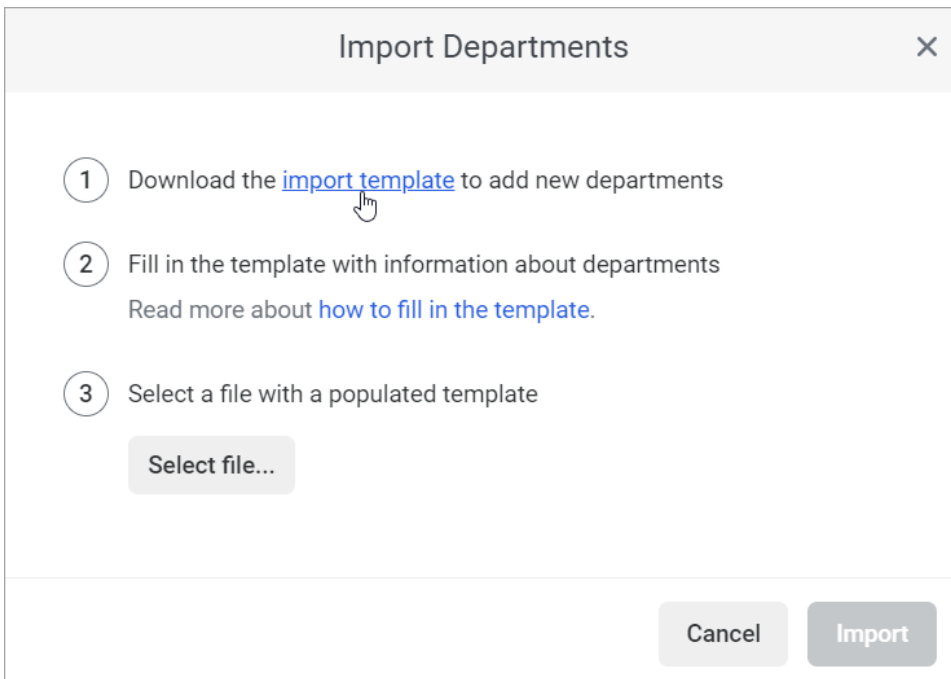 Import Departments
1 Download the import template to add new departments
2 Fill in the template with information about departments
Read more about how to fill in the template.
3 Select a file with a populated template
Select file...
Cancel Import